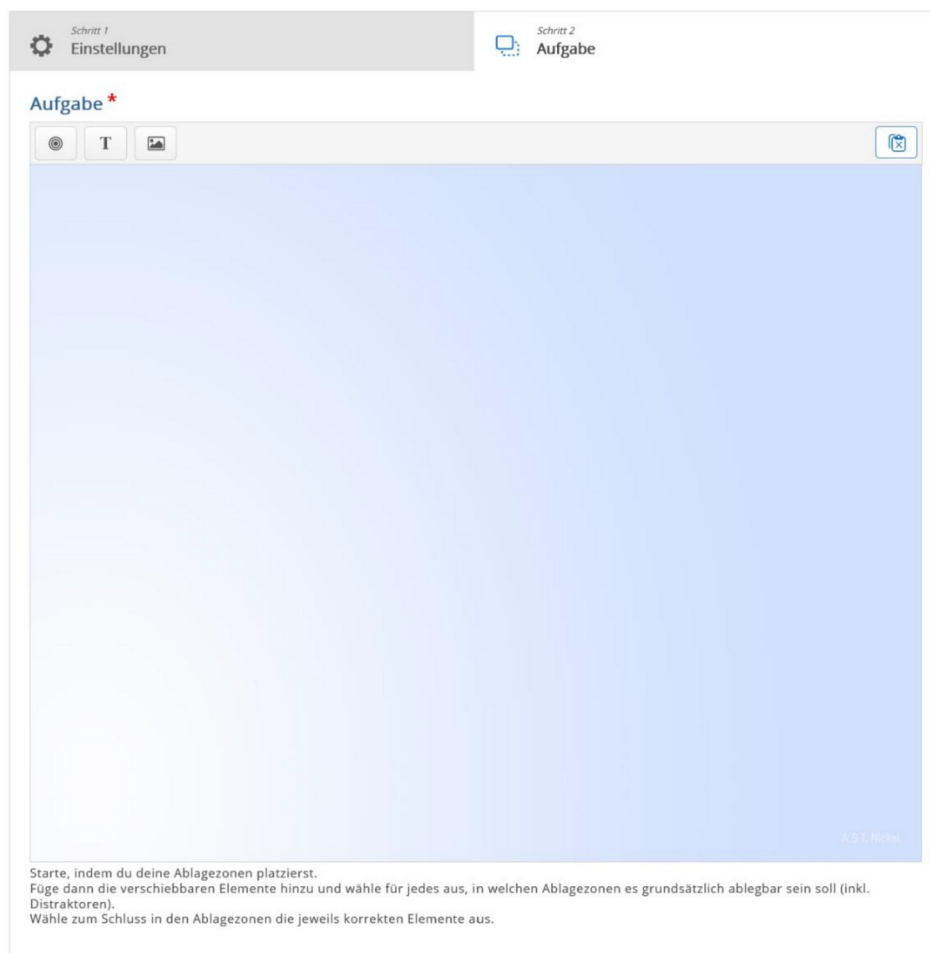 Schritt 1
Einstellungen
Schritt 2
Aufgabe
Aufgabe *
T
Starte, indem du deine Ablagezonen platzierst.
Füge dann die verschiebbaren Elemente hinzu und wähle für jedes aus, in welchen Ablagezonen es grundsätzlich ablegbar sein soll (inkl.
Distraktoren).
Wähle zum Schluss in den Ablagezonen die jeweils korrekten Elemente aus.